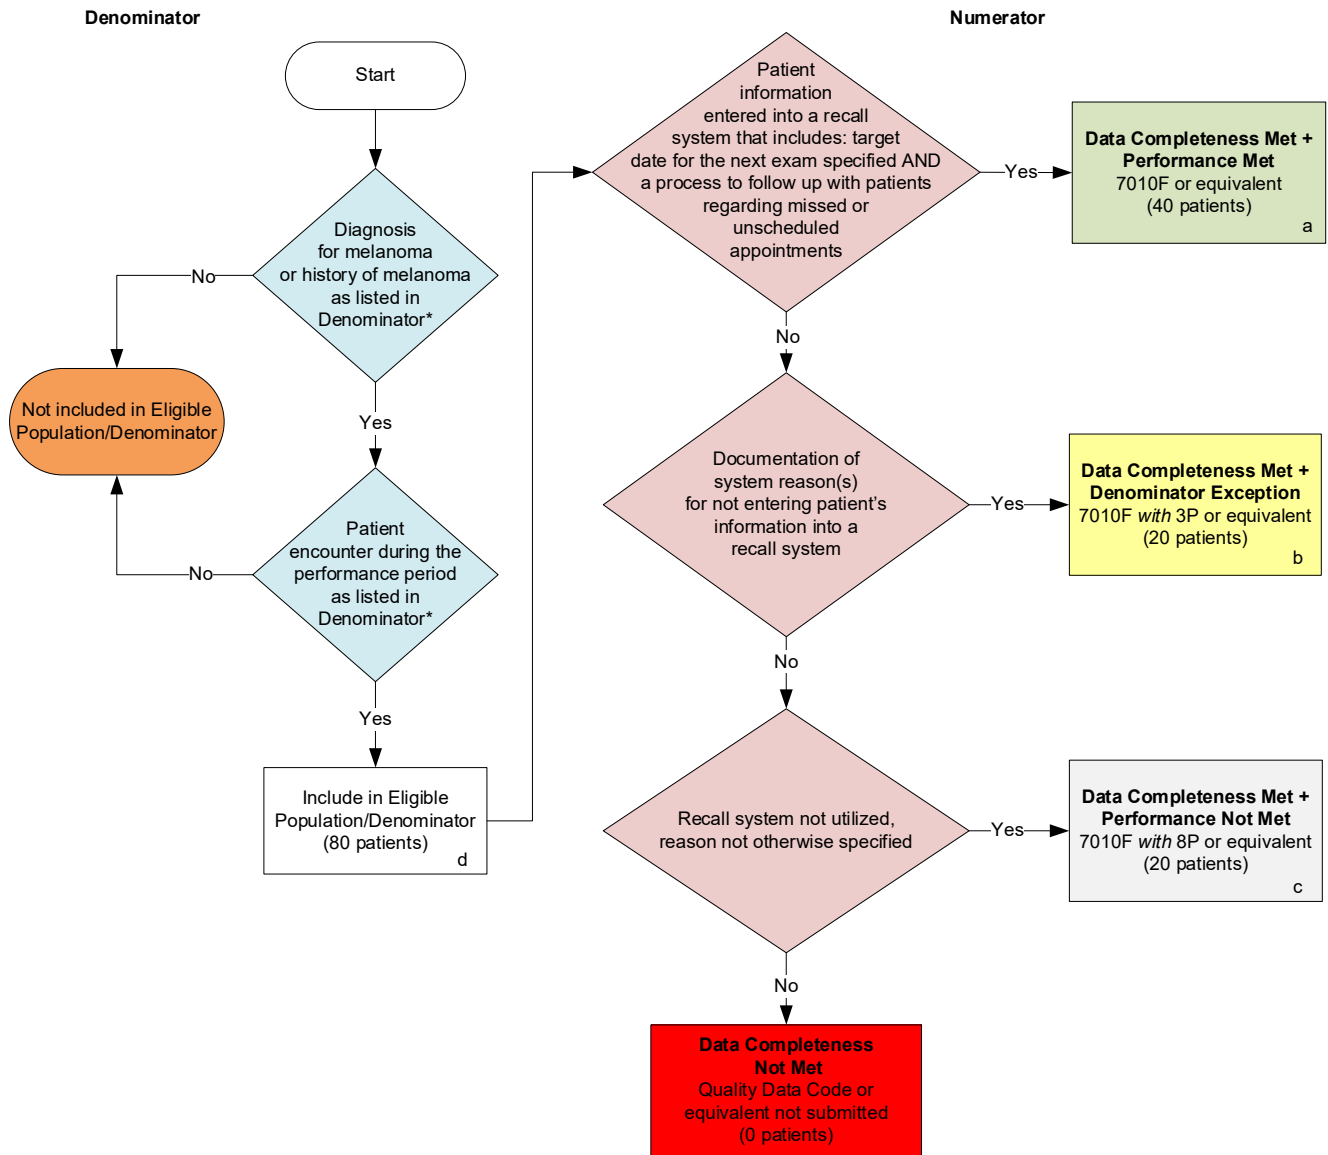 Denominator
Numerator
Start
Diagnosis
for melanoma
or history of melanoma
as listed in
Denominator*
No
Not included in Eligible
Population/Denominator
Yes
Patient
encounter during the
performance period
as listed in
Denominator*
No
Yes
Include in Eligible
Population/Denominator
(80 patients)
d
Patient
information
entered into a recall
system that includes: target
date for the next exam specified AND
a process to follow up with patients
regarding missed or
unscheduled
appointments
Yes
Data Completeness Met +
Performance Met
7010F or equivalent
(40 patients)
a
No
Documentation of
system reason(s)
for not entering patient's
information into a
recall system
Yes
Data Completeness Met +
Denominator Exception
7010F with 3P or equivalent
(20 patients)
b
No
Recall system not utilized,
reason not otherwise specified
Yes
Data Completeness Met +
Performance Not Met
7010F with 8P or equivalent
(20 patients)
c
No
Data Completeness
Not Met
Quality Data Code or
equivalent not submitted
(0 patients)